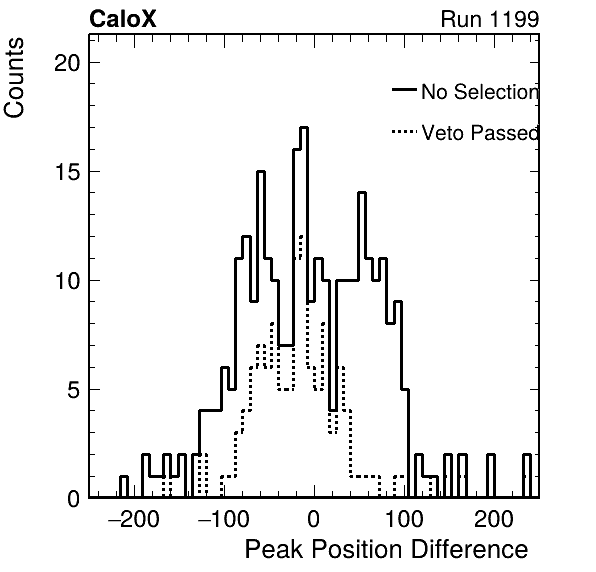 CaloX Run 1199
Counts
20
15
10
5
0
No Selection
Veto Passed
−200 −100 0 100 200
Peak Position Difference